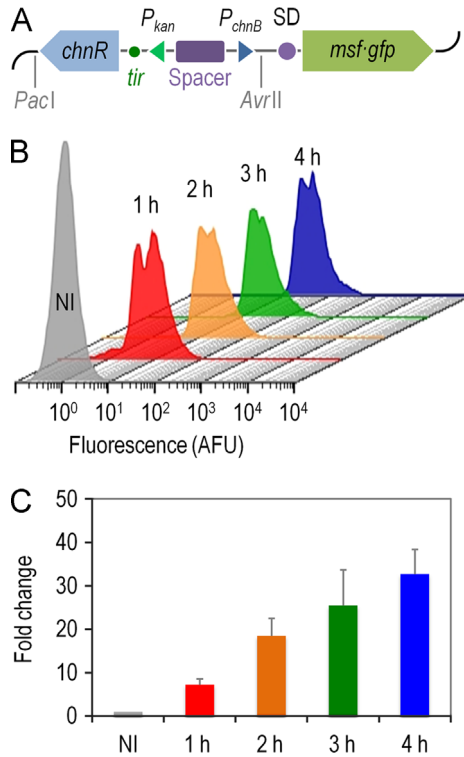 A
P_kan P_chnB SD
chnR msf·gfp
tir Spacer
PacI AvrII
B
4 h
3 h
2 h
1 h
NI
10^0 10^1 10^2 10^3 10^4 10^4
Fluorescence (AFU)
C
50
40
30
20
10
0
Fold change
NI 1 h 2 h 3 h 4 h